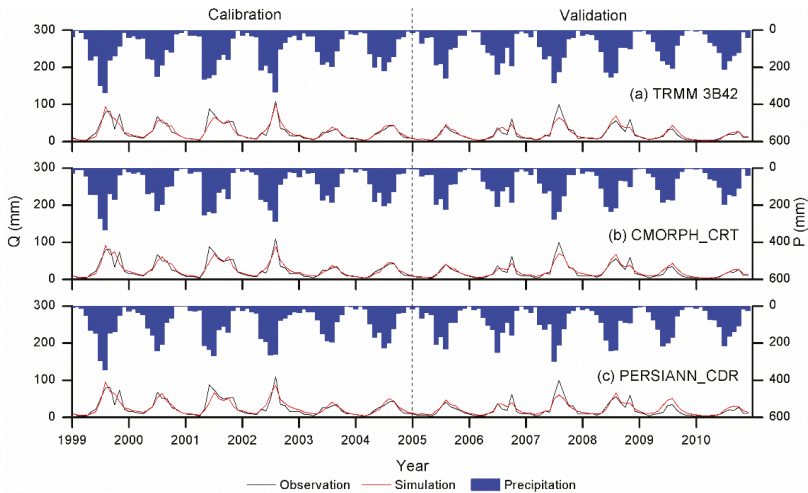 Calibration
Validation
300
200
100
0
0
200
400
600
(a) TRMM 3B42
300
200
100
0
0
200
400
600
(b) CMORPH_CRT
Q (mm)
P (mm)
300
200
100
0
0
200
400
600
(c) PERSIANN_CDR
1999 2000 2001 2002 2003 2004 2005 2006 2007 2008 2009 2010
Year
Observation Simulation Precipitation